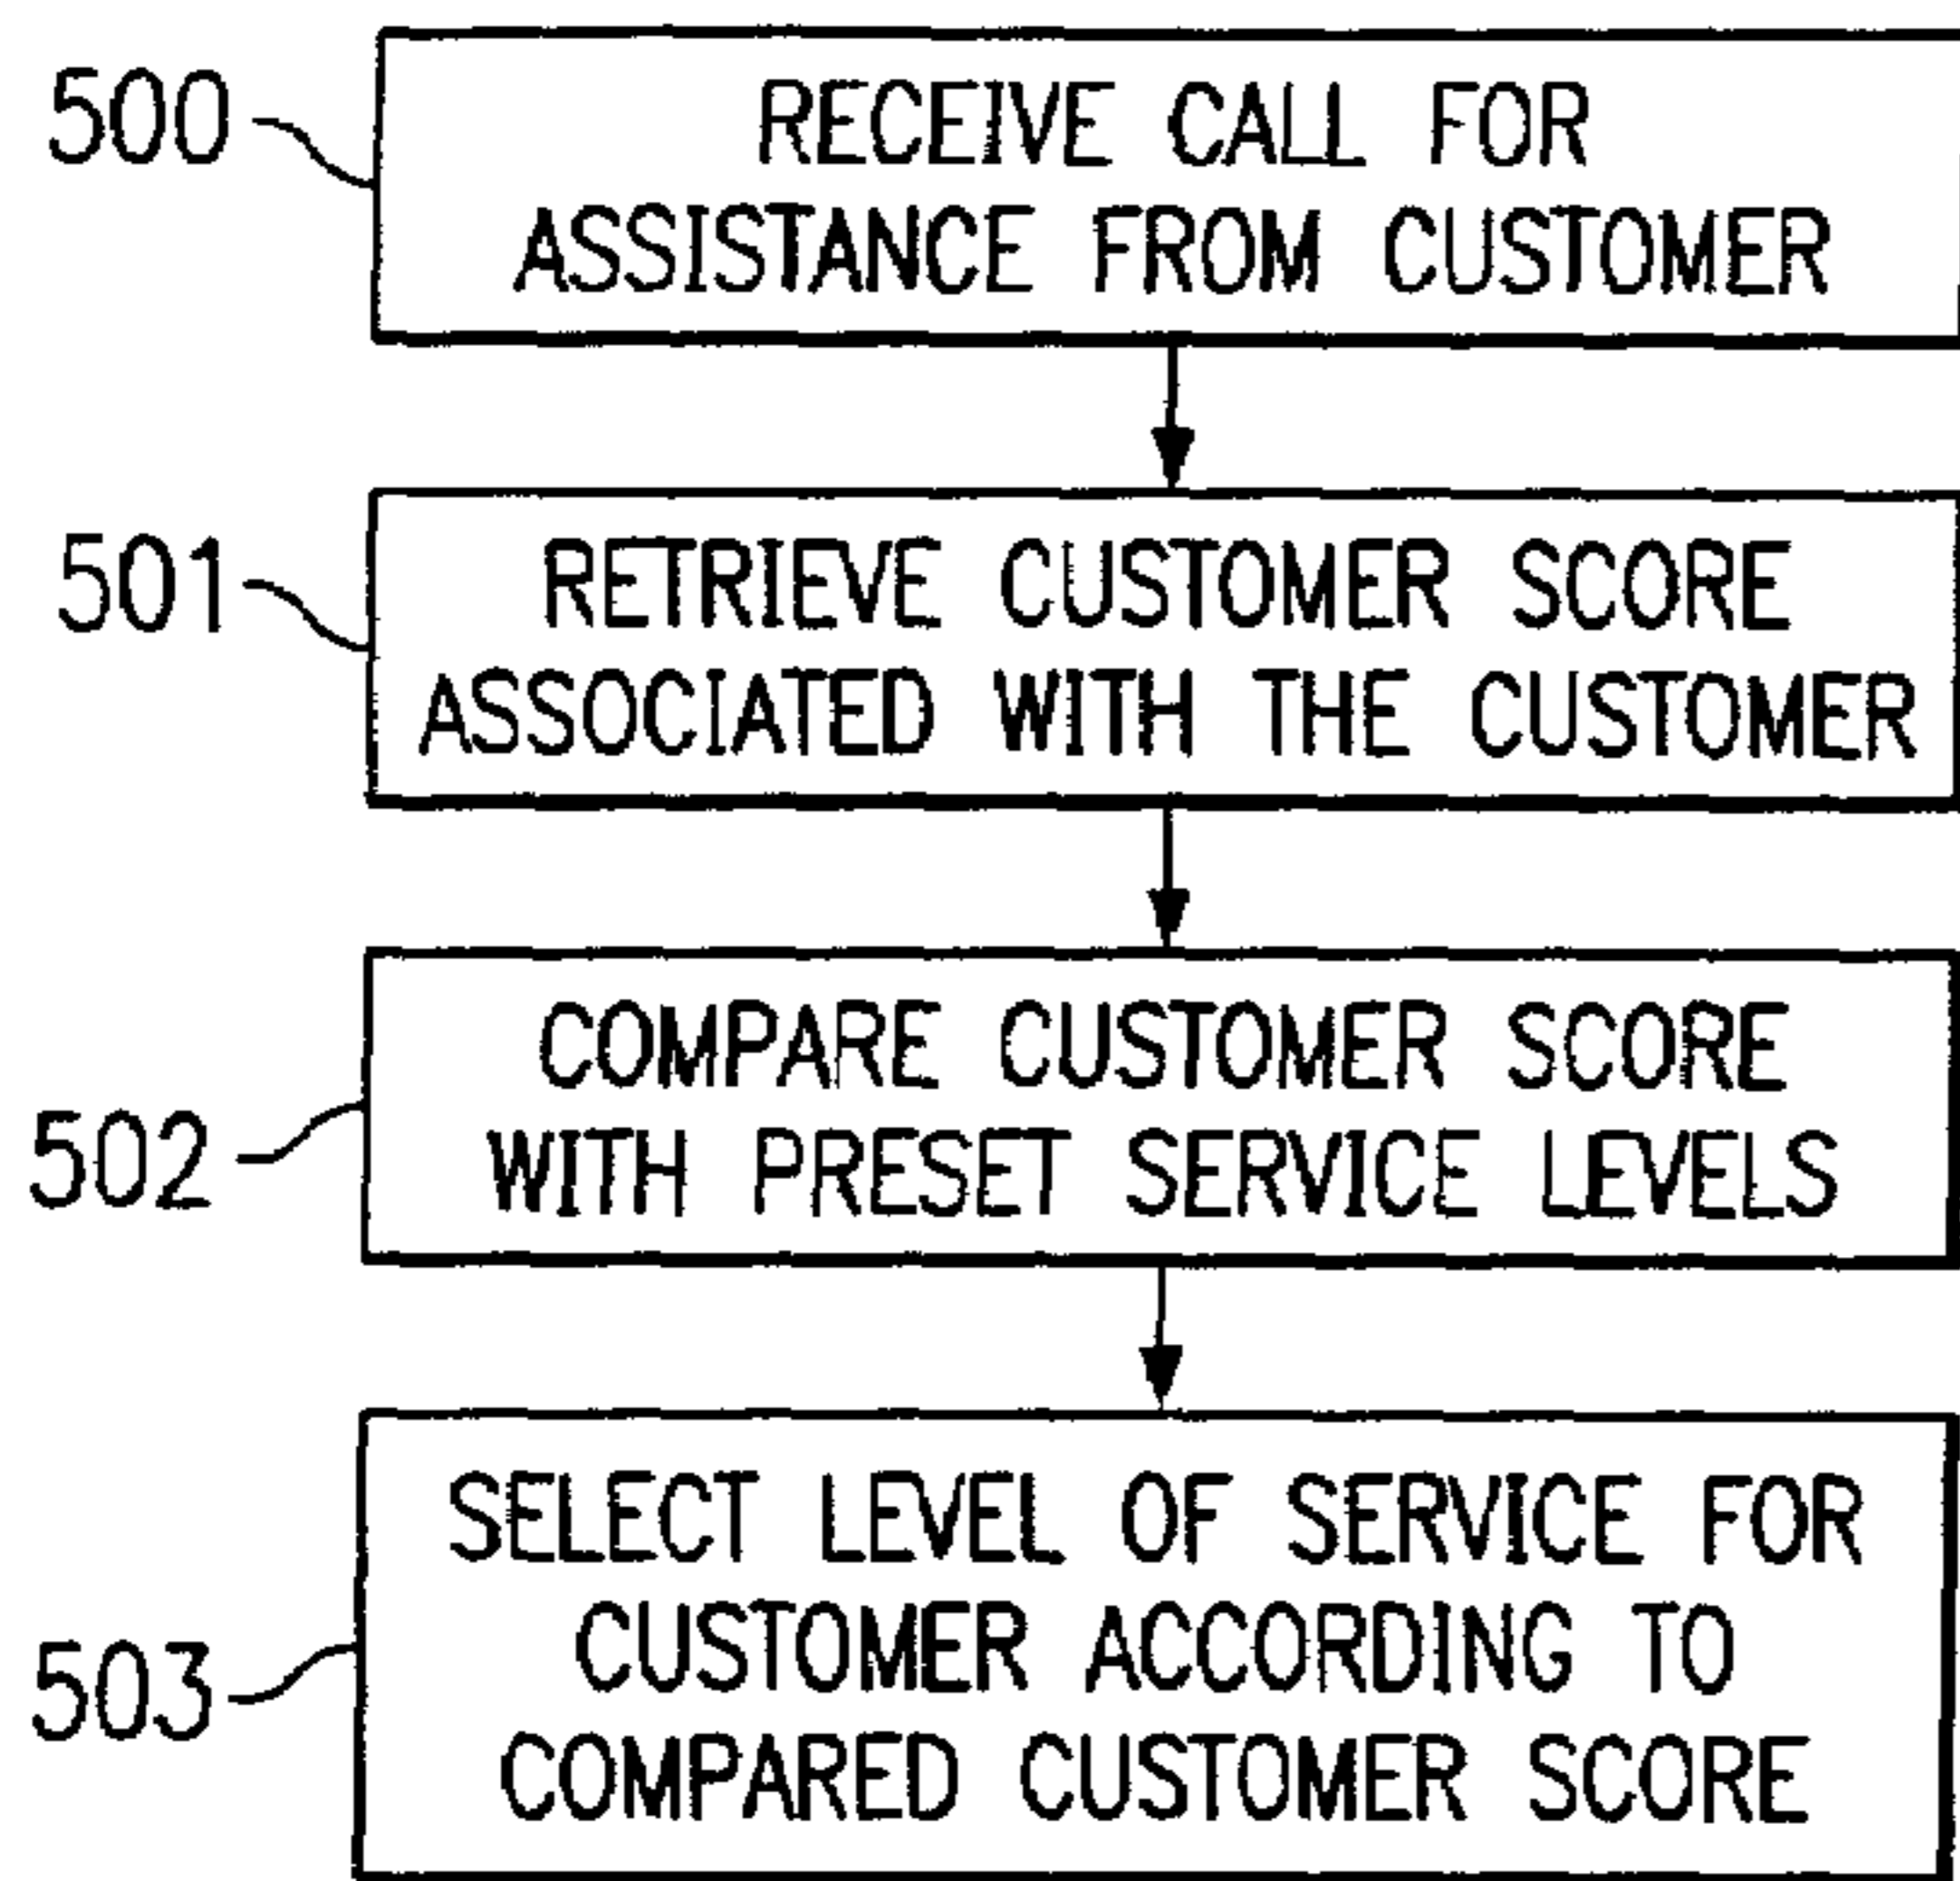 500
RECEIVE CALL FOR
ASSISTANCE FROM CUSTOMER
501
RETRIEVE CUSTOMER SCORE
ASSOCIATED WITH THE CUSTOMER
502
COMPARE CUSTOMER SCORE
WITH PRESET SERVICE LEVELS
503
SELECT LEVEL OF SERVICE FOR
CUSTOMER ACCORDING TO
COMPARED CUSTOMER SCORE